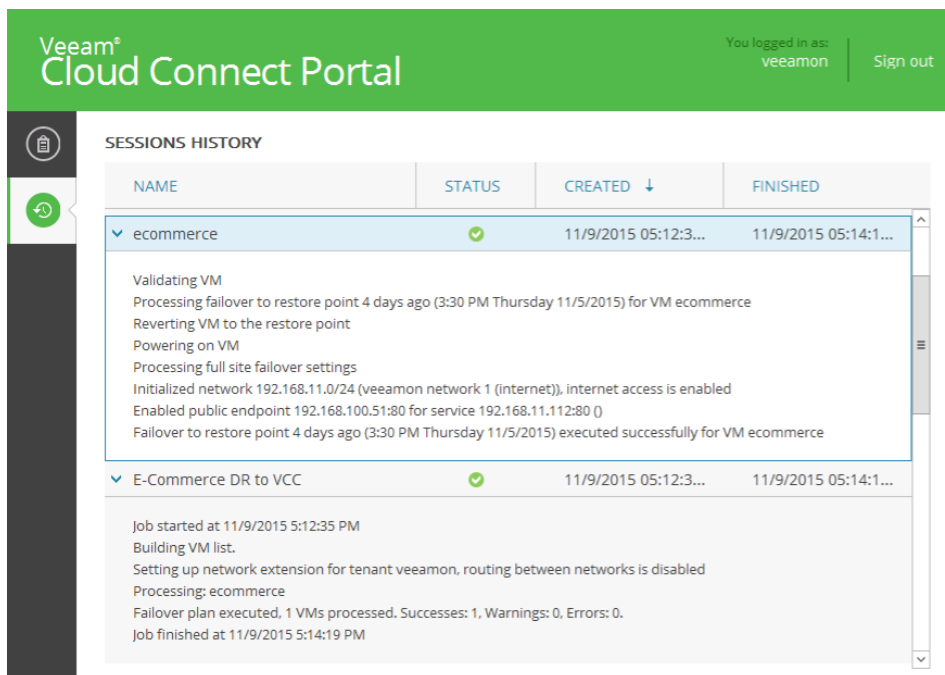 Veeam®
Cloud Connect Portal
You logged in as:
veeamon
Sign out
SESSIONS HISTORY
NAME STATUS CREATED ↓ FINISHED
ecommerce 11/9/2015 05:12:3... 11/9/2015 05:14:1...
Validating VM
Processing failover to restore point 4 days ago (3:30 PM Thursday 11/5/2015) for VM ecommerce
Reverting VM to the restore point
Powering on VM
Processing full site failover settings
Initialized network 192.168.11.0/24 (veeamon network 1 (internet)), internet access is enabled
Enabled public endpoint 192.168.100.51:80 for service 192.168.11.112:80 ()
Failover to restore point 4 days ago (3:30 PM Thursday 11/5/2015) executed successfully for VM ecommerce
E-Commerce DR to VCC 11/9/2015 05:12:3... 11/9/2015 05:14:1...
Job started at 11/9/2015 5:12:35 PM
Building VM list.
Setting up network extension for tenant veeamon, routing between networks is disabled
Processing: ecommerce
Failover plan executed, 1 VMs processed. Successes: 1, Warnings: 0, Errors: 0.
Job finished at 11/9/2015 5:14:19 PM